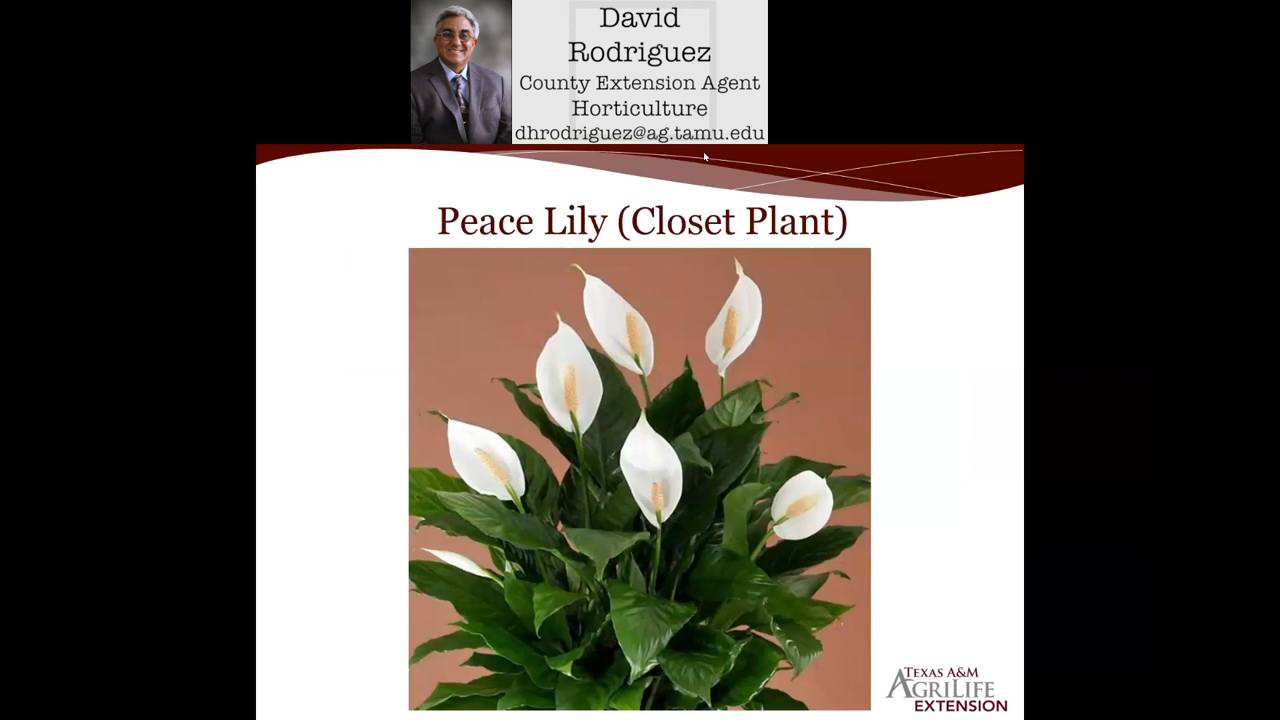 David
Rodriguez
County Extension Agent
Horticulture
dhrodriguez@ag.tamu.edu
Peace Lily (Closet Plant)
TEXAS A&M
AGRILIFE
EXTENSION